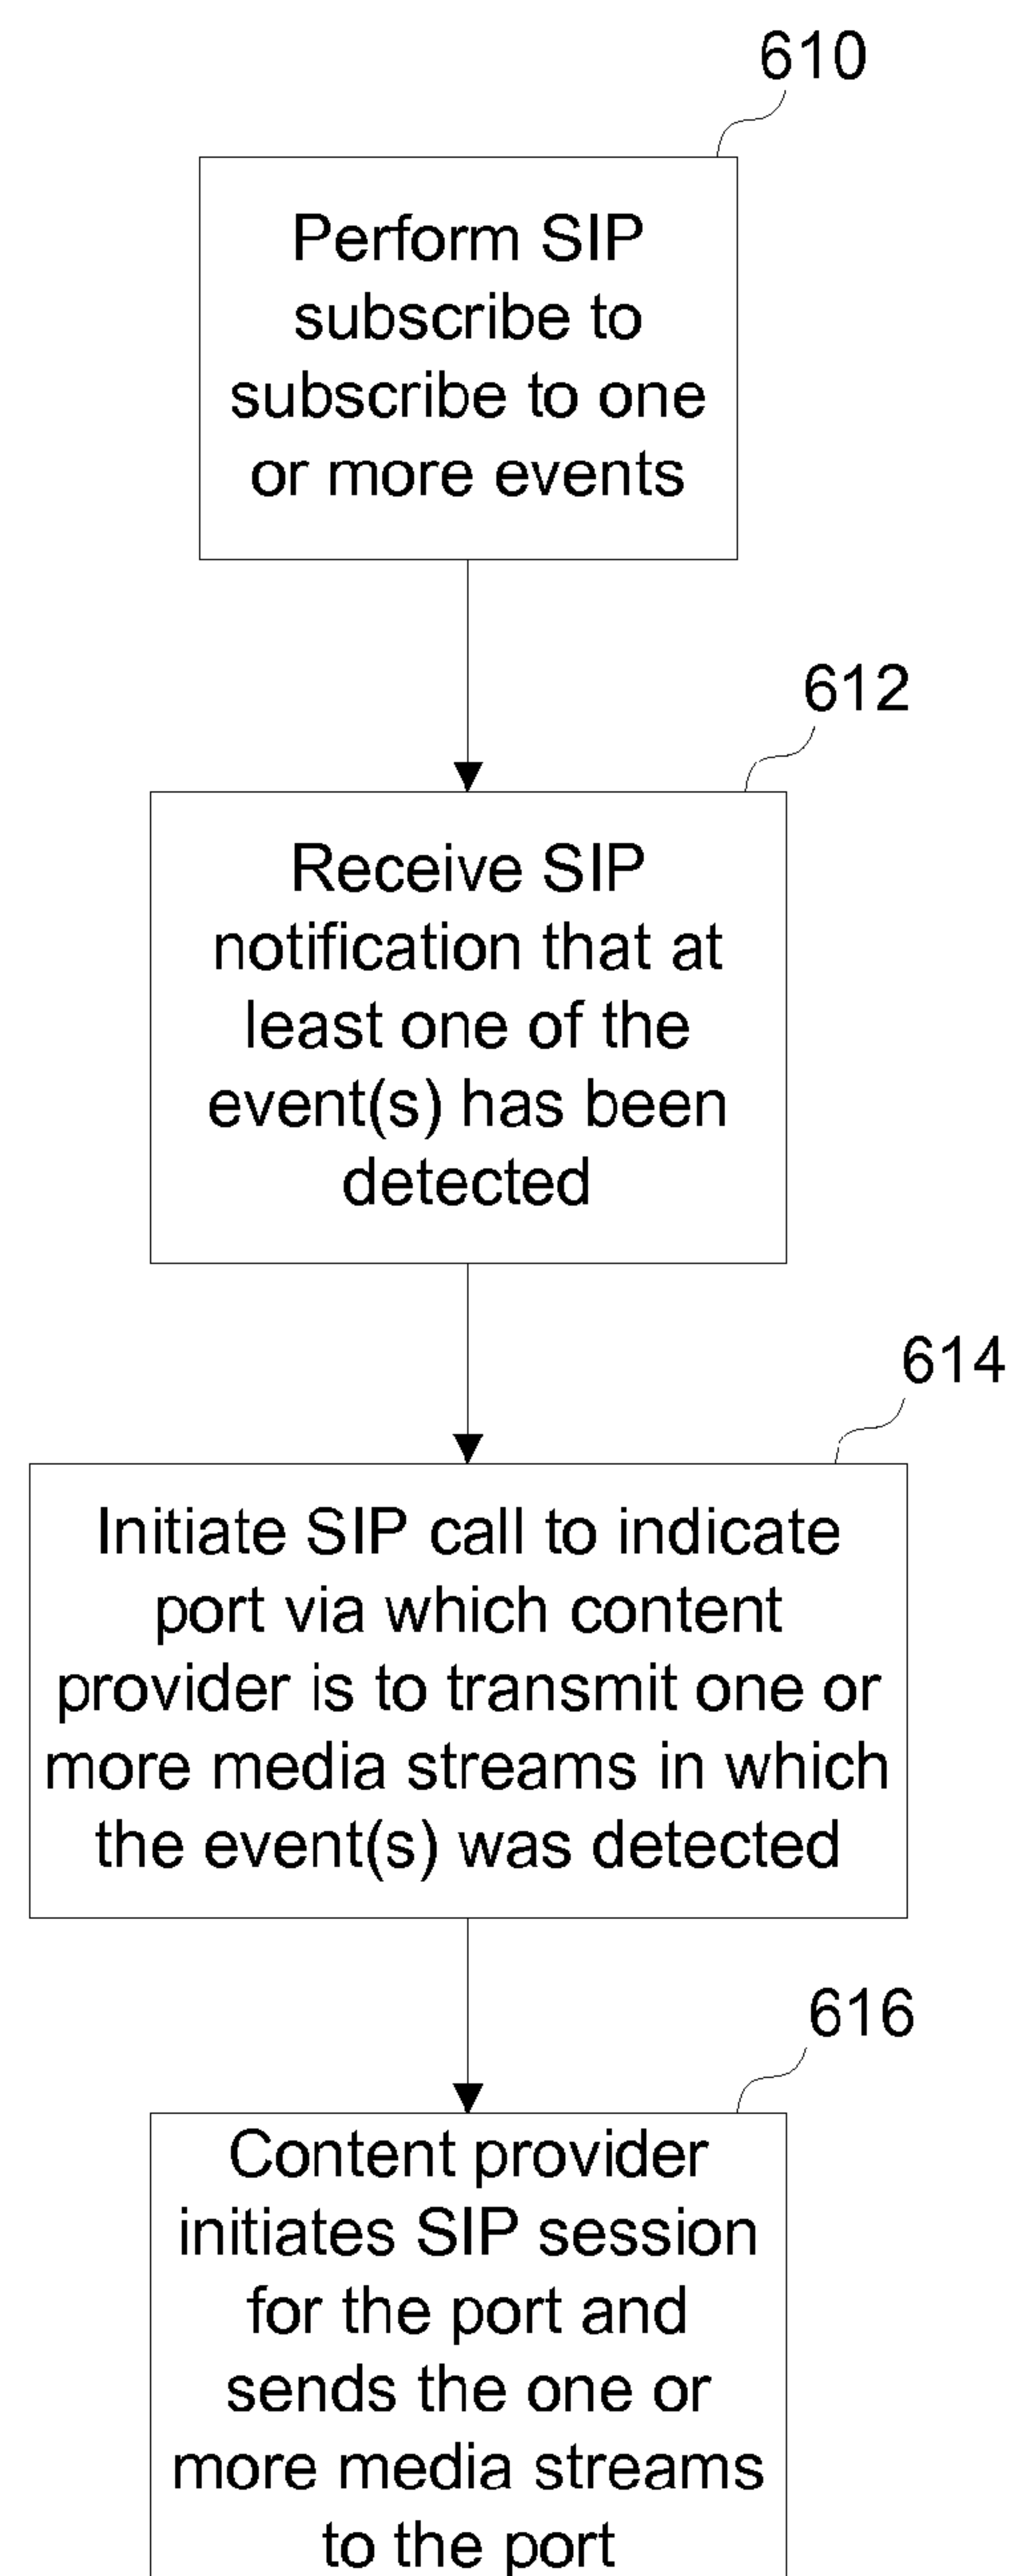 610
Perform SIP
subscribe to
subscribe to one
or more events
612
Receive SIP
notification that at
least one of the
event(s) has been
detected
614
Initiate SIP call to indicate
port via which content
provider is to transmit one or
more media streams in which
the event(s) was detected
616
Content provider
initiates SIP session
for the port and
sends the one or
more media streams
to the port